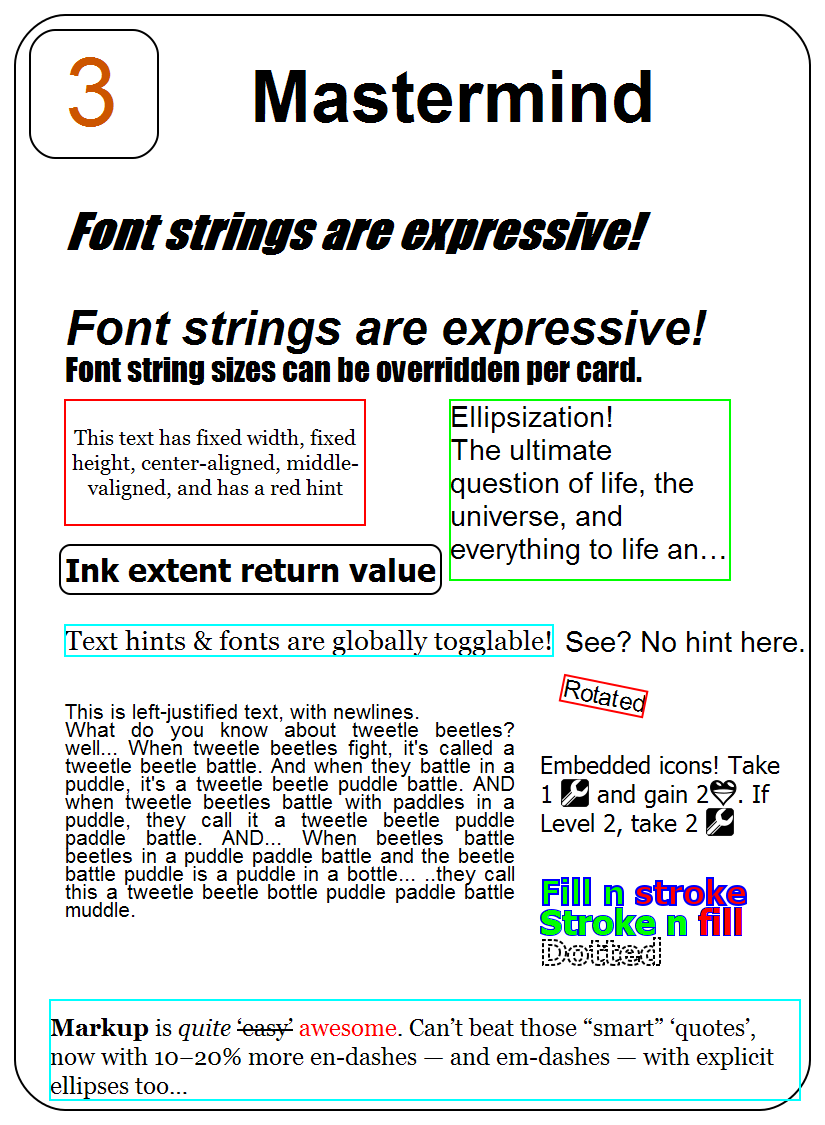 3
Mastermind
Font strings are expressive!
Font strings are expressive!
Font string sizes can be overridden per card.
This text has fixed width, fixed
height, center-aligned, middle-
valigned, and has a red hint
Ellipsization!
The ultimate
question of life, the
universe, and
everything to life an…
Ink extent return value
Text hints & fonts are globally togglable!
See? No hint here.
Rotated
This is left-justified text, with newlines.
What do you know about tweetle beetles?
well... When tweetle beetles fight, it's called a
tweetle beetle battle. And when they battle in a
puddle, it's a tweetle beetle puddle battle. AND
when tweetle beetles battle with paddles in a
puddle, they call it a tweetle beetle puddle
paddle battle. AND... When beetles battle
beetles in a puddle paddle battle and the beetle
battle puddle is a puddle in a bottle... ..they call
this a tweetle beetle bottle puddle paddle battle
muddle.
Embedded icons! Take
1 and gain 2. If
Level 2, take 2
Fill n stroke
Stroke n fill
Dotted
Markup is quite ‘easy’ awesome. Can’t beat those “smart” ‘quotes’,
now with 10–20% more en-dashes — and em-dashes — with explicit
ellipses too…